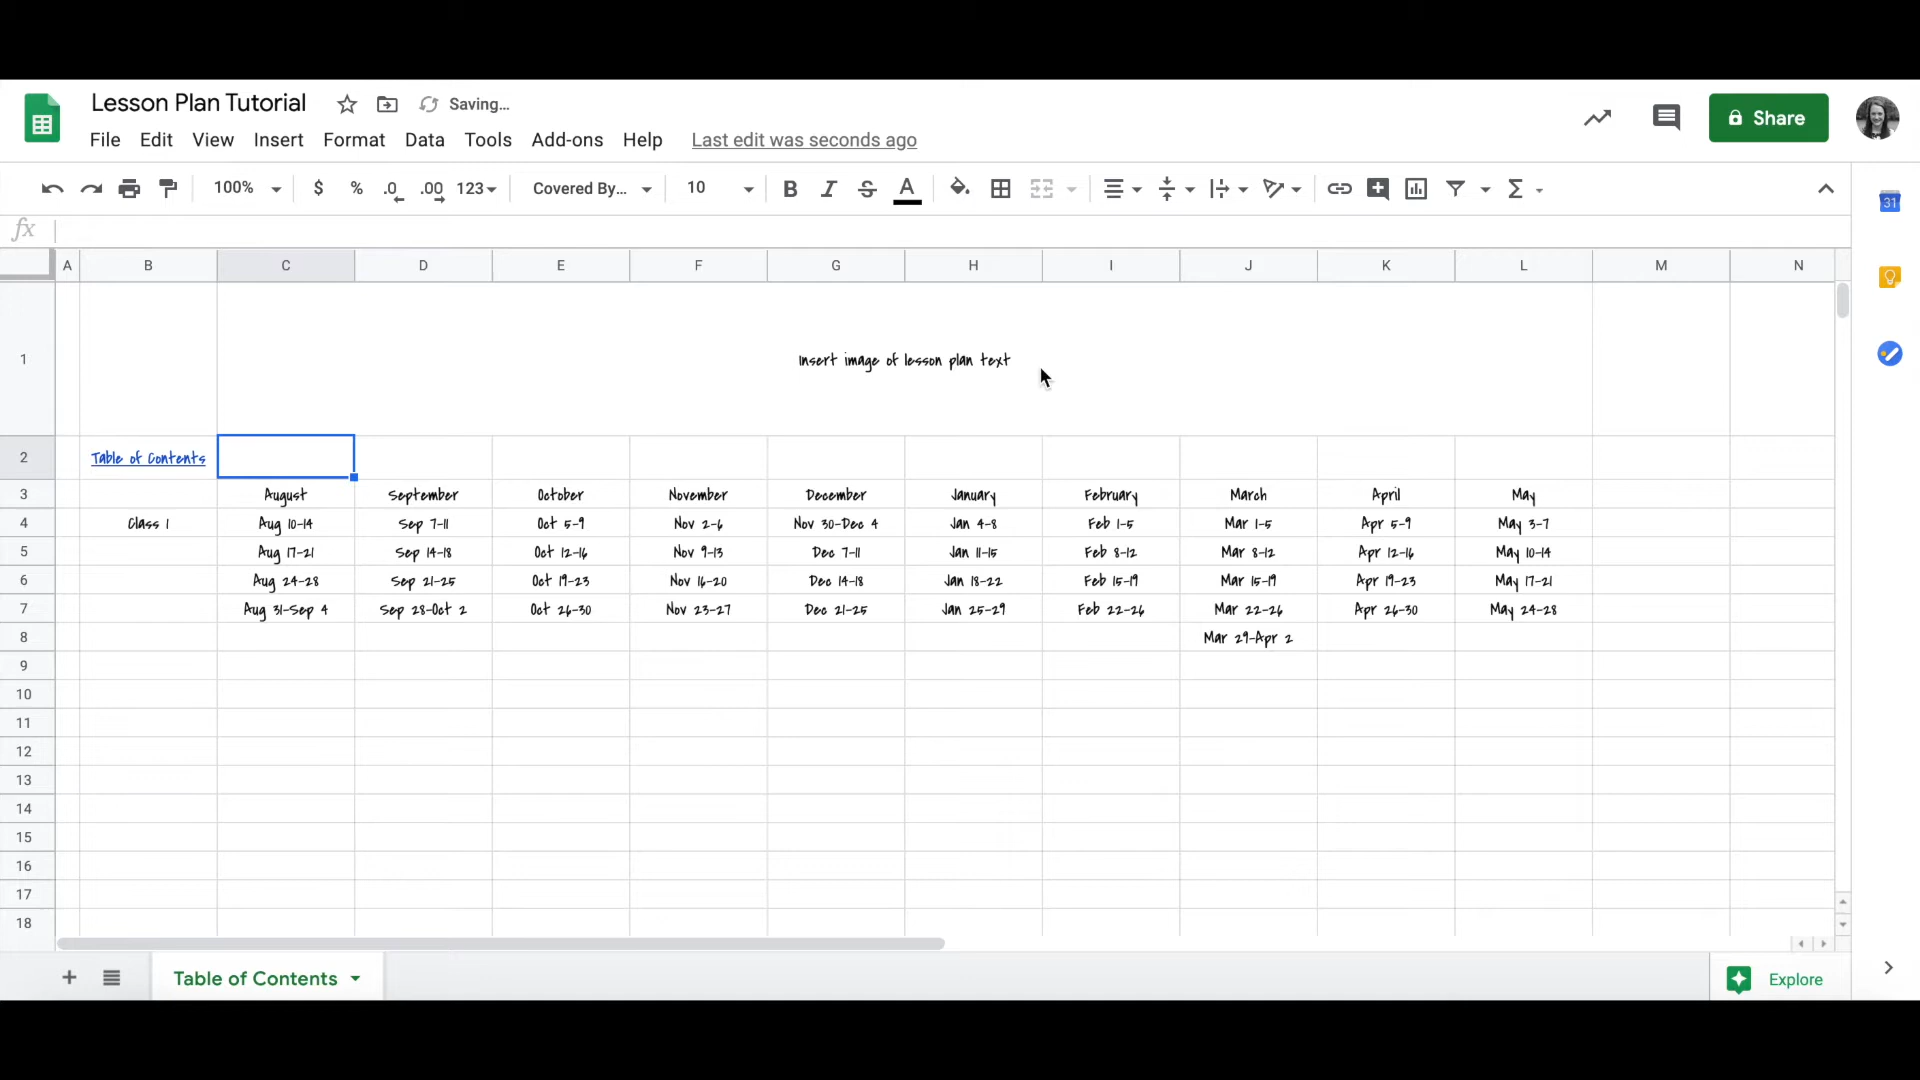 Lesson Plan Tutorial Saving...
Share
File Edit View Insert Format Data Tools Add-ons Help Last edit was seconds ago
100% $ % .0 .00 123 Covered By... 10 B I S A Σ
31
fx
A B C D E F G H I J K L M N
1 Insert image of lesson plan text
2 Table of Contents
3 August September October November December January February March April May
4 Class 1 Aug 10-14 Sep 7-11 Oct 5-9 Nov 2-6 Nov 30-Dec 4 Jan 4-8 Feb 1-5 Mar 1-5 Apr 5-9 May 3-7
5 Aug 17-21 Sep 14-18 Oct 12-16 Nov 9-13 Dec 7-11 Jan 11-15 Feb 8-12 Mar 8-12 Apr 12-16 May 10-14
6 Aug 24-28 Sep 21-25 Oct 19-23 Nov 16-20 Dec 14-18 Jan 18-22 Feb 15-19 Mar 15-19 Apr 19-23 May 17-21
7 Aug 31-Sep 4 Sep 28-Oct 2 Oct 26-30 Nov 23-27 Dec 21-25 Jan 25-29 Feb 22-26 Mar 22-26 Apr 26-30 May 24-28
8 Mar 29-Apr 2
9
10
11
12
13
14
15
16
17
18
Table of Contents Explore